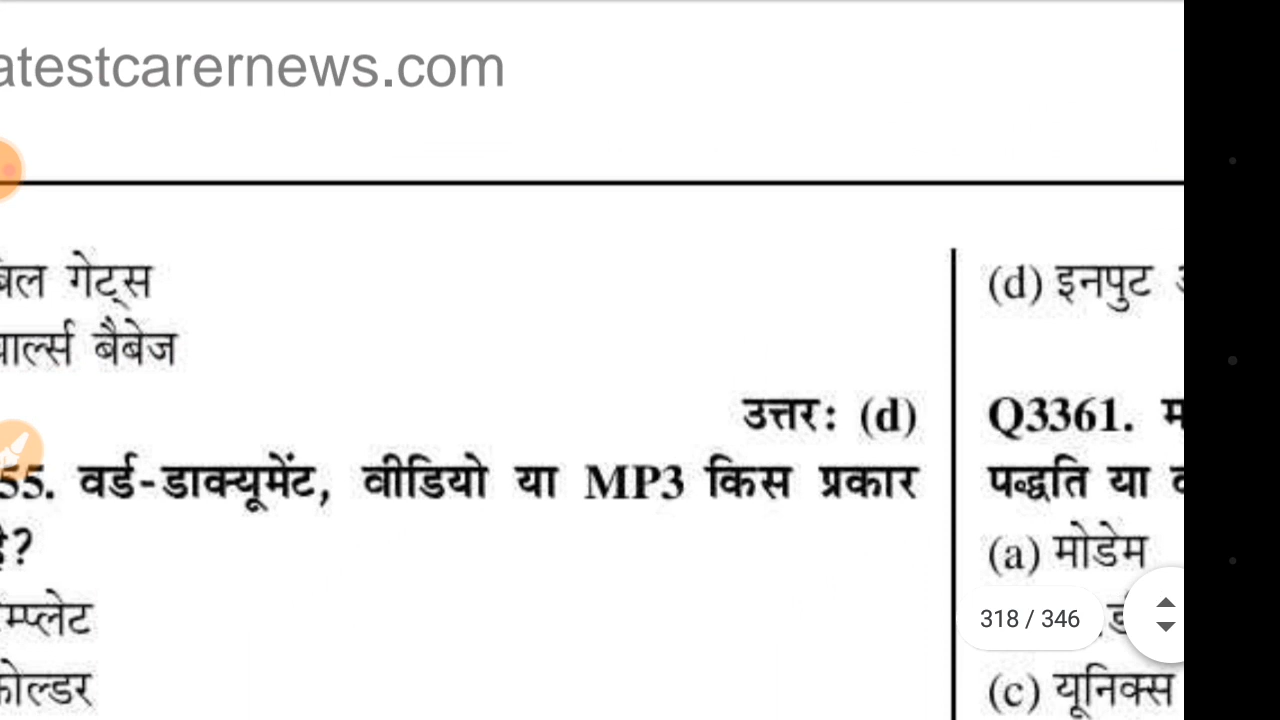 atestcarernews.com
गेट्स
बैबेज
उत्तरः (d)
55. वर्ड-डाक्यूमेंट, वीडियो या MP3 किस प्रकार
है?
म्प्लेट
फोल्डर
(d) इनपुट
Q3361.
पद्धति या
(a) मोडेम
(c) यूनिक्स
318 / 346